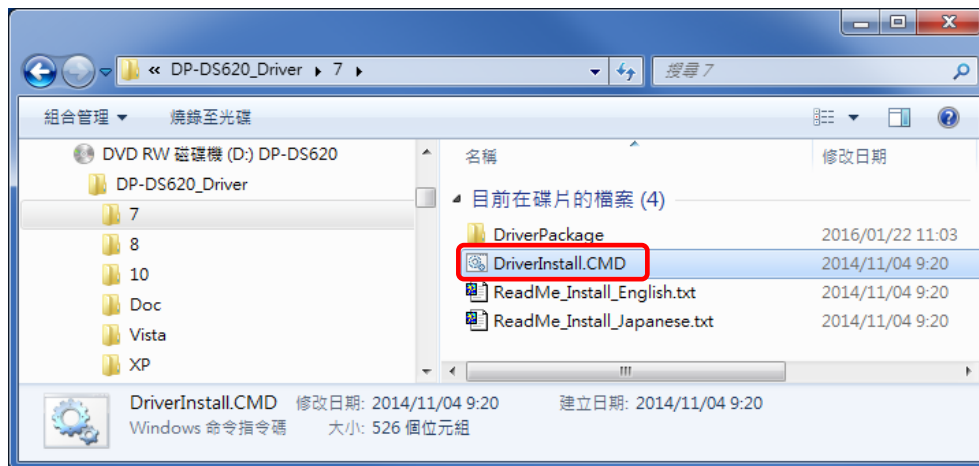 « DP-DS620_Driver ▸ 7 ▸
搜尋 7
組合管理 ▼ 燒錄至光碟
DVD RW 磁碟機 (D:) DP-DS620
DP-DS620_Driver
7
8
10
Doc
Vista
XP
名稱 修改日期
目前在碟片的檔案 (4)
DriverPackage 2016/01/22 11:03
DriverInstall.CMD 2014/11/04 9:20
ReadMe_Install_English.txt 2014/11/04 9:20
ReadMe_Install_Japanese.txt 2014/11/04 9:20
DriverInstall.CMD 修改日期: 2014/11/04 9:20 建立日期: 2014/11/04 9:20
Windows 命令指令碼 大小: 526 個位元組